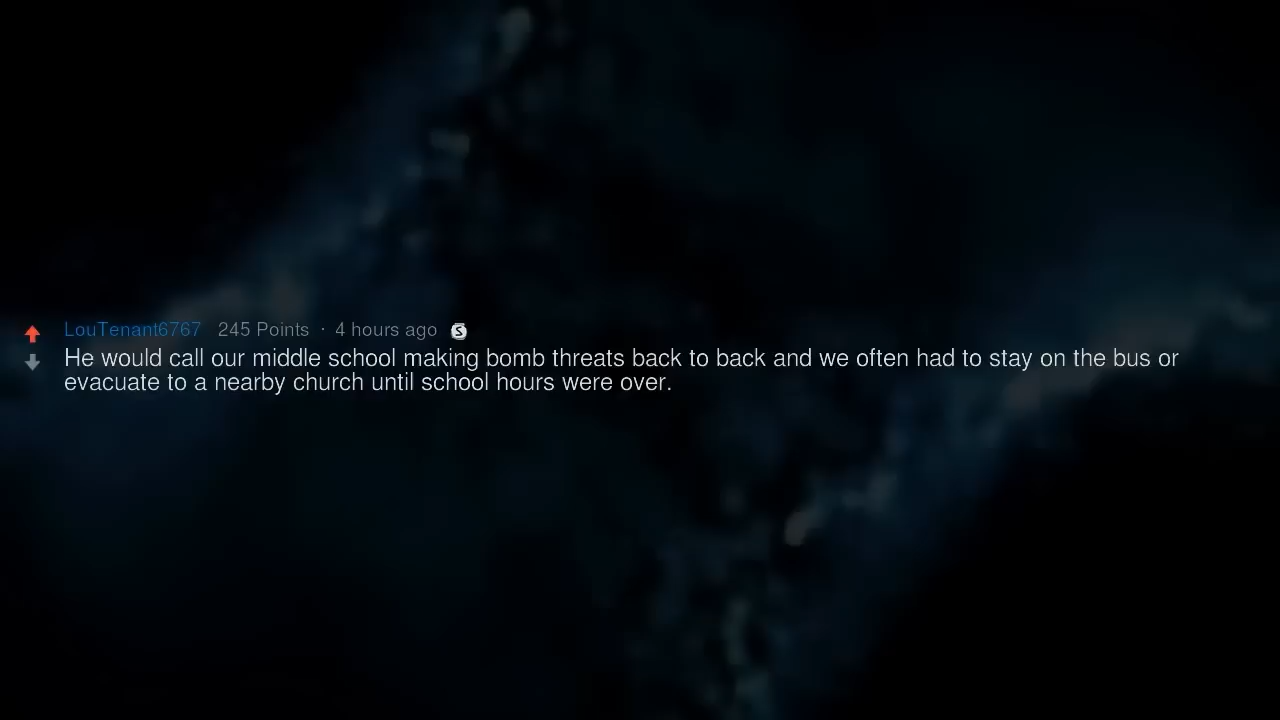 LouTenant6767 245 Points · 4 hours ago S
He would call our middle school making bomb threats back to back and we often had to stay on the bus or
evacuate to a nearby church until school hours were over.